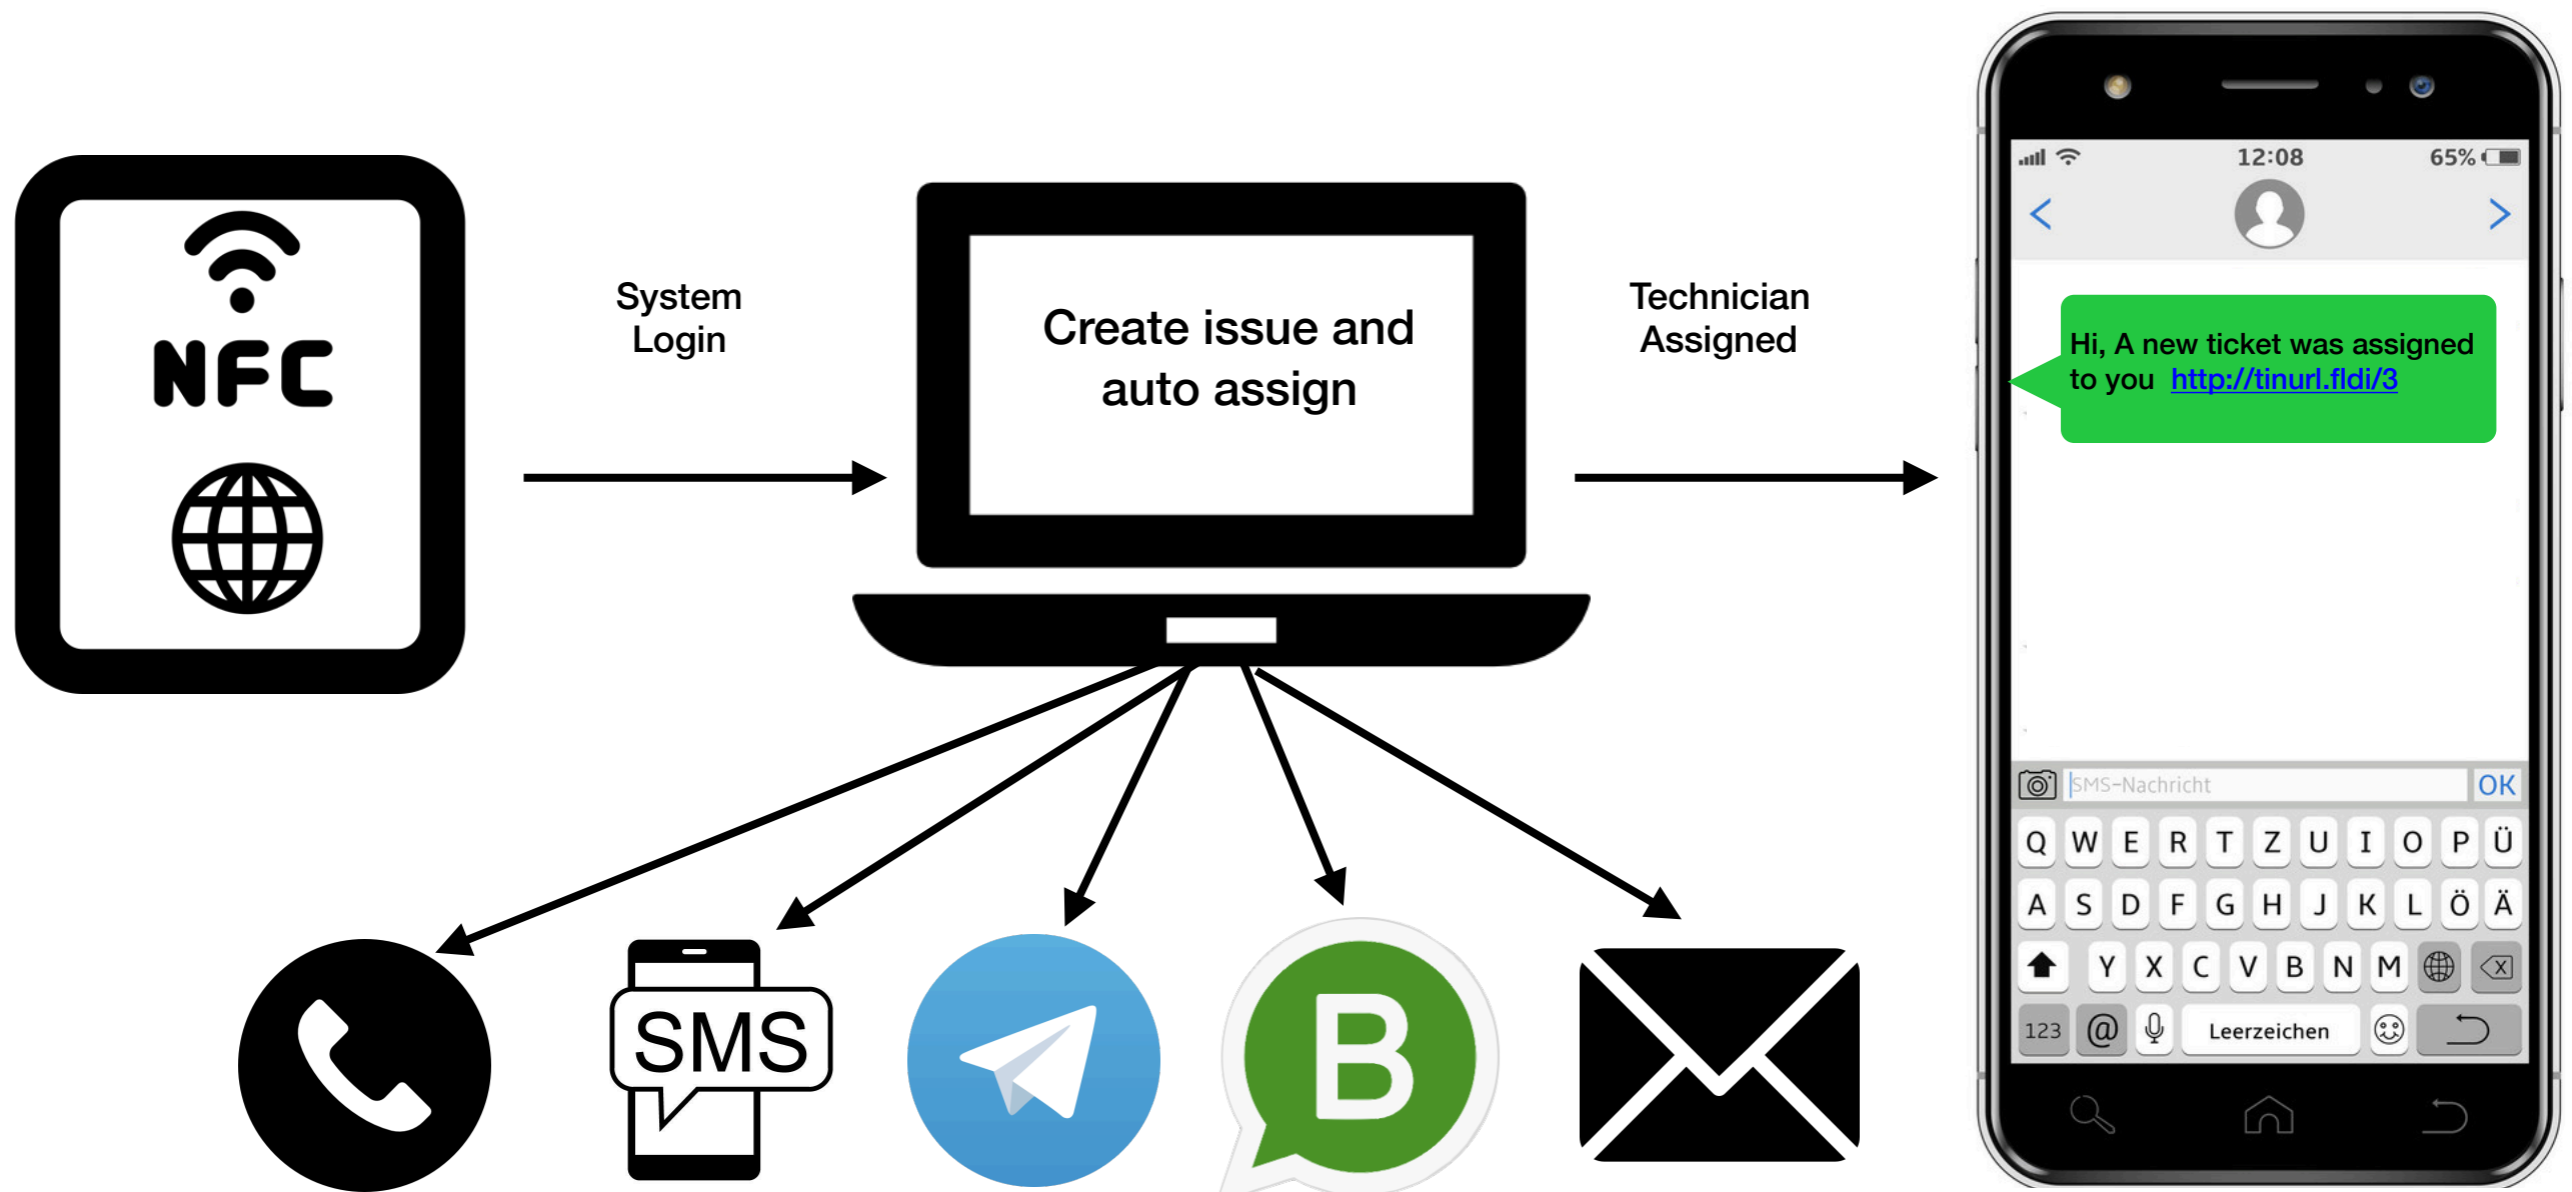 NFC
System
Login
Create issue and
auto assign
Technician
Assigned
12:08
65%
Hi, A new ticket was assigned
to you http://tinurl.fldi/3
SMS-Nachricht
OK
Q W E R T Z U I O P Ü
A S D F G H J K L Ö Ä
Y X C V B N M
123 @ Leerzeichen
SMS
B